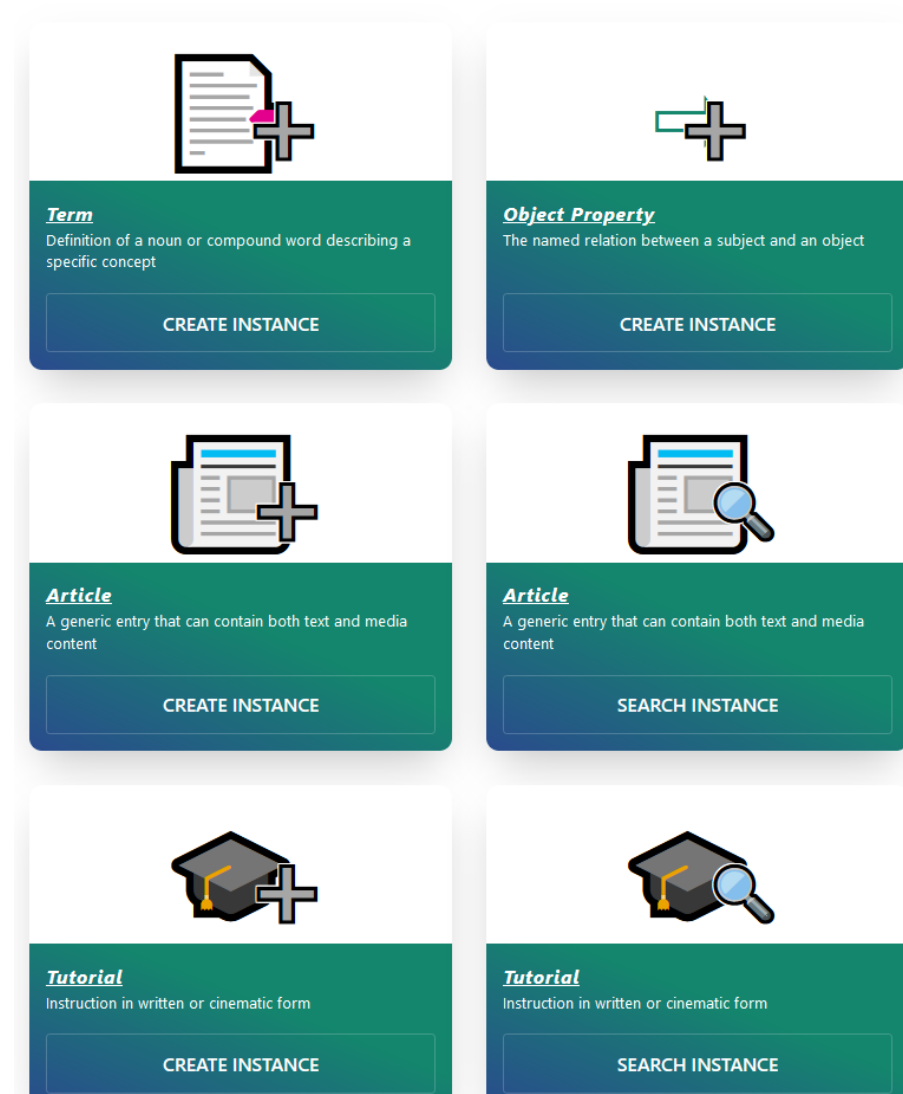 Term
Definition of a noun or compound word describing a
specific concept
CREATE INSTANCE
Object Property
The named relation between a subject and an object
CREATE INSTANCE
Article
A generic entry that can contain both text and media
content
CREATE INSTANCE
Article
A generic entry that can contain both text and media
content
SEARCH INSTANCE
Tutorial
Instruction in written or cinematic form
CREATE INSTANCE
Tutorial
Instruction in written or cinematic form
SEARCH INSTANCE